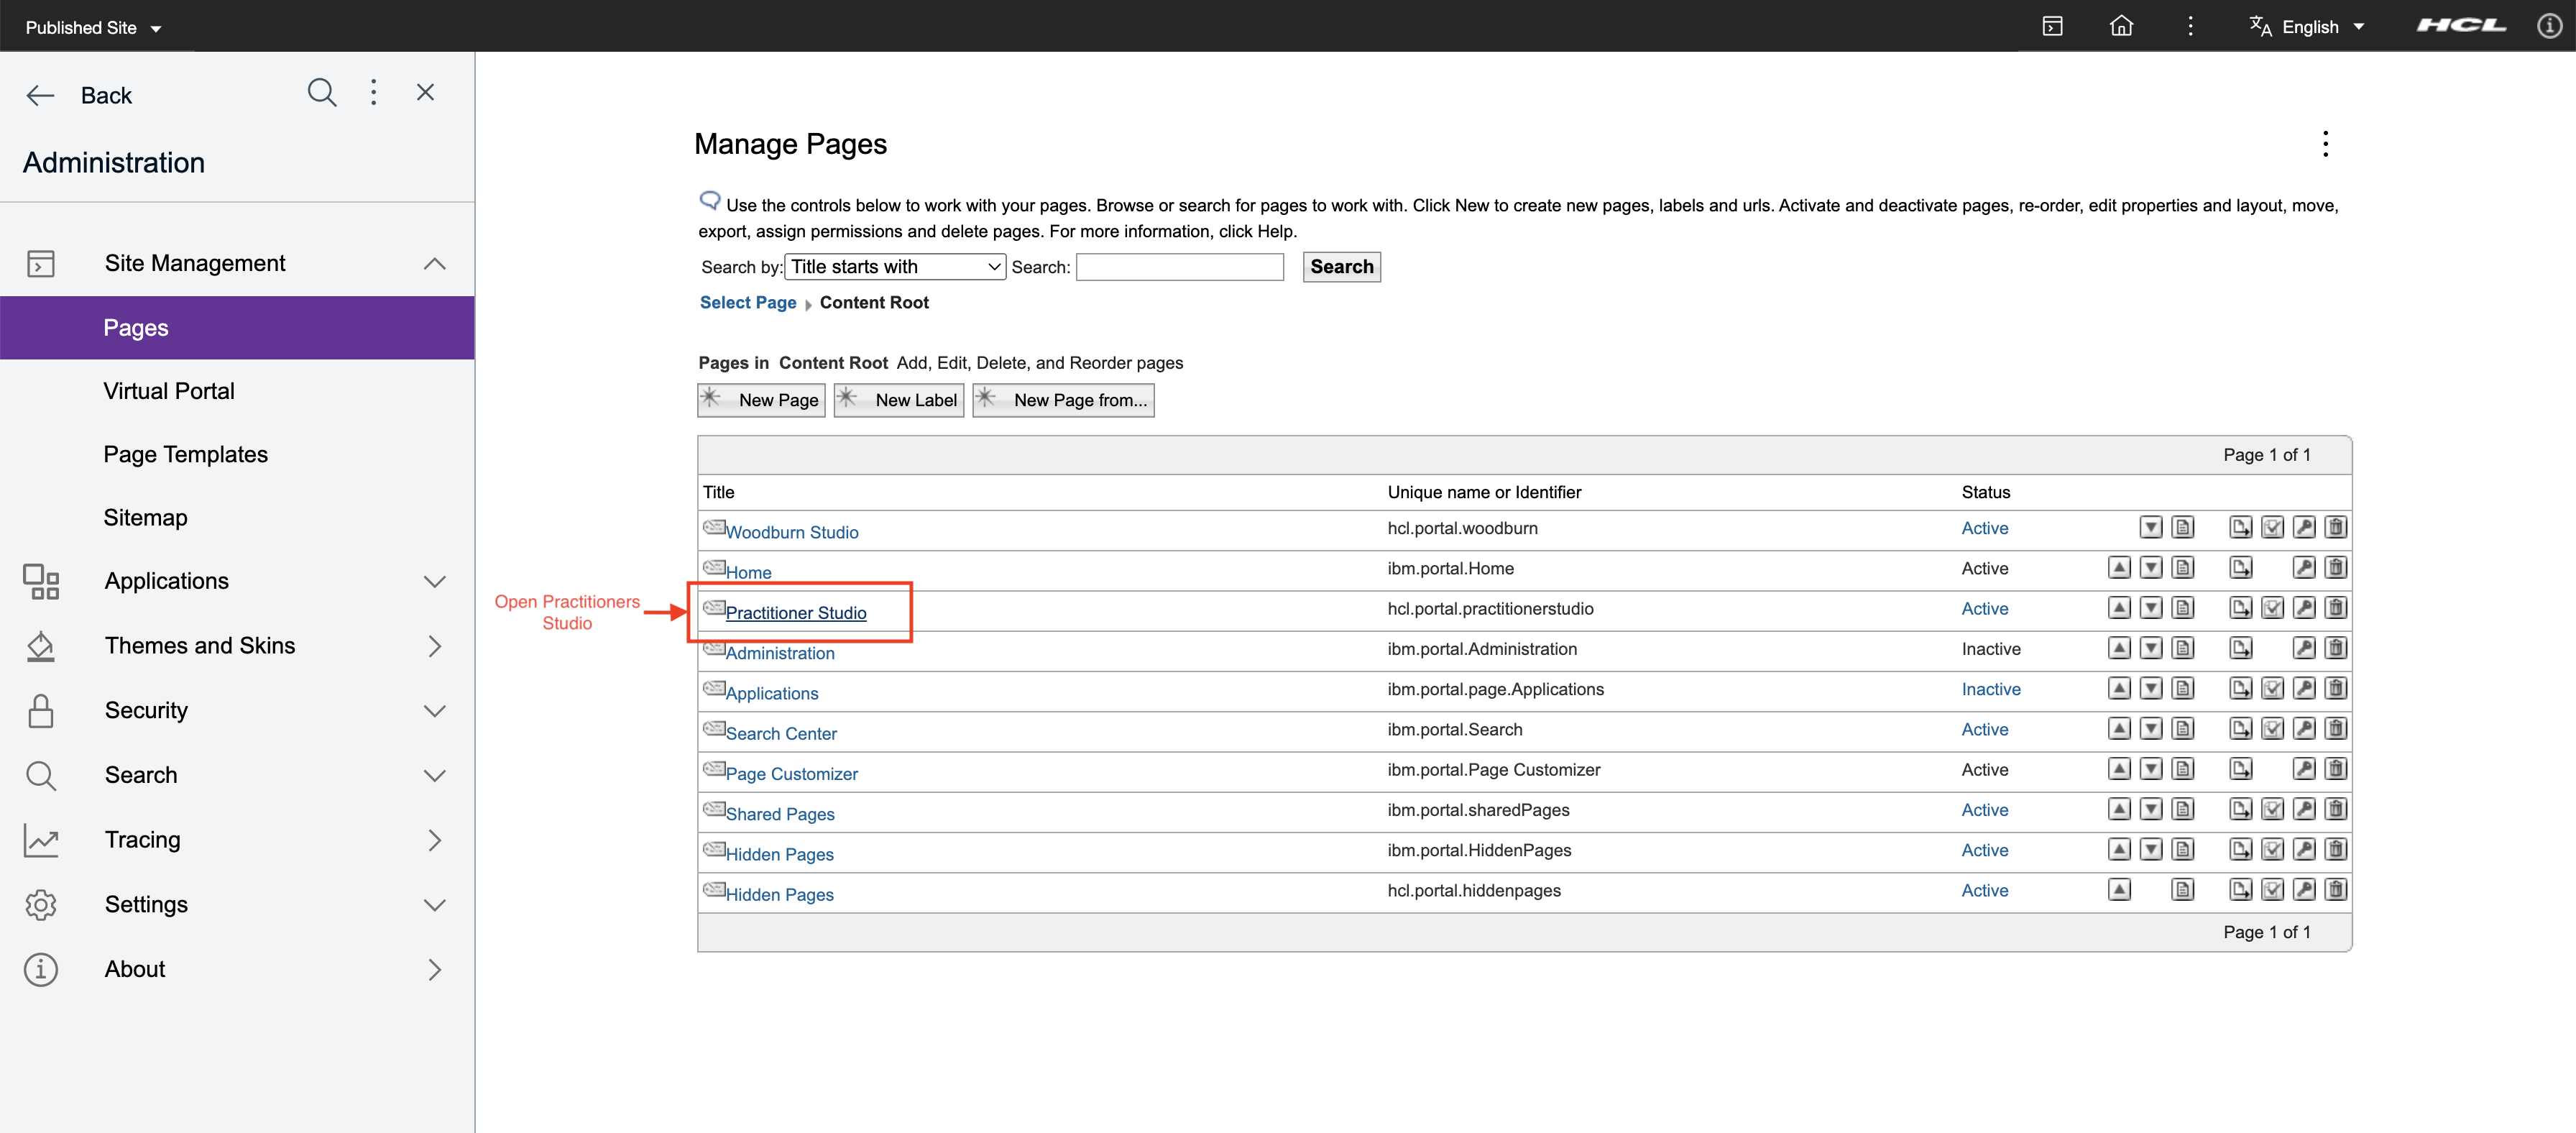 Published Site
English
HCL
Back
Administration
Site Management
Pages
Virtual Portal
Page Templates
Sitemap
Applications
Themes and Skins
Security
Search
Tracing
Settings
About
Manage Pages
Use the controls below to work with your pages. Browse or search for pages to work with. Click New to create new pages, labels and urls. Activate and deactivate pages, re-order, edit properties and layout, move,
export, assign permissions and delete pages. For more information, click Help.
Search by: Title starts with Search: Search
Select Page Content Root
Pages in Content Root Add, Edit, Delete, and Reorder pages
New Page New Label New Page from...
Page 1 of 1
Title Unique name or Identifier Status
Woodburn Studio hcl.portal.woodburn Active
Home ibm.portal.Home Active
Open Practitioners
Studio
Practitioner Studio hcl.portal.practitionerstudio Active
Administration ibm.portal.Administration Inactive
Applications ibm.portal.page.Applications Inactive
Search Center ibm.portal.Search Active
Page Customizer ibm.portal.Page Customizer Active
Shared Pages ibm.portal.sharedPages Active
Hidden Pages ibm.portal.HiddenPages Active
Hidden Pages hcl.portal.hiddenpages Active
Page 1 of 1